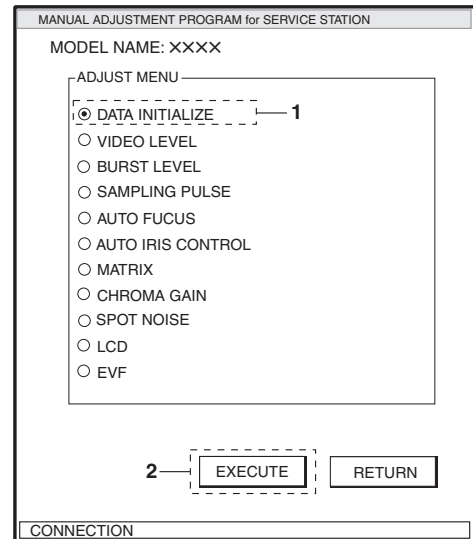 MANUAL ADJUSTMENT PROGRAM for SERVICE STATION
MODEL NAME: ××××
ADJUST MENU
DATA INITIALIZE
1
VIDEO LEVEL
BURST LEVEL
SAMPLING PULSE
AUTO FUCUS
AUTO IRIS CONTROL
MATRIX
CHROMA GAIN
SPOT NOISE
LCD
EVF
2 EXECUTE RETURN
CONNECTION